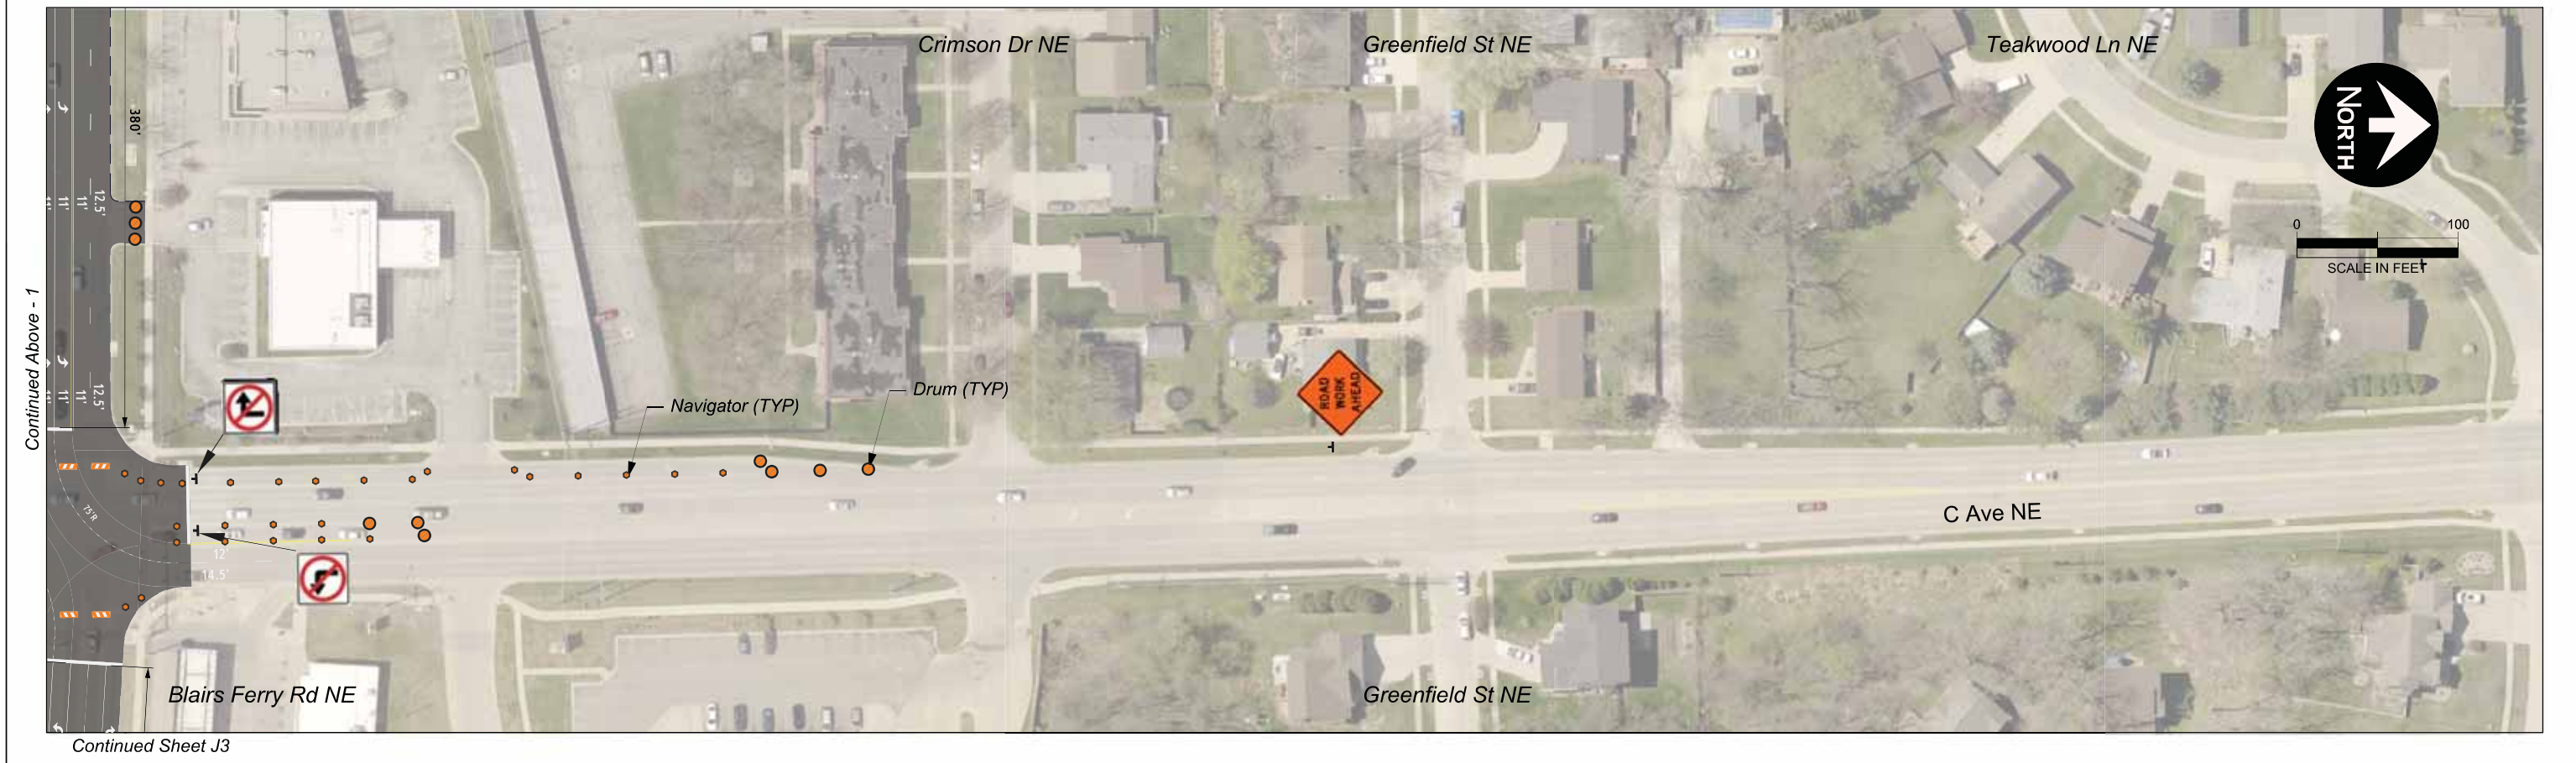 Crimson Dr NE
Greenfield St NE
Teakwood Ln NE
NORTH
380'
0 100
SCALE IN FEET
11' 11' 11' 12.5'
Continued Above - 1
11' 11' 11' 12.5'
ROAD
WORK
AHEAD
Drum (TYP)
Navigator (TYP)
75'R
C Ave NE
12'
14.5'
Blairs Ferry Rd NE
Greenfield St NE
Continued Sheet J3